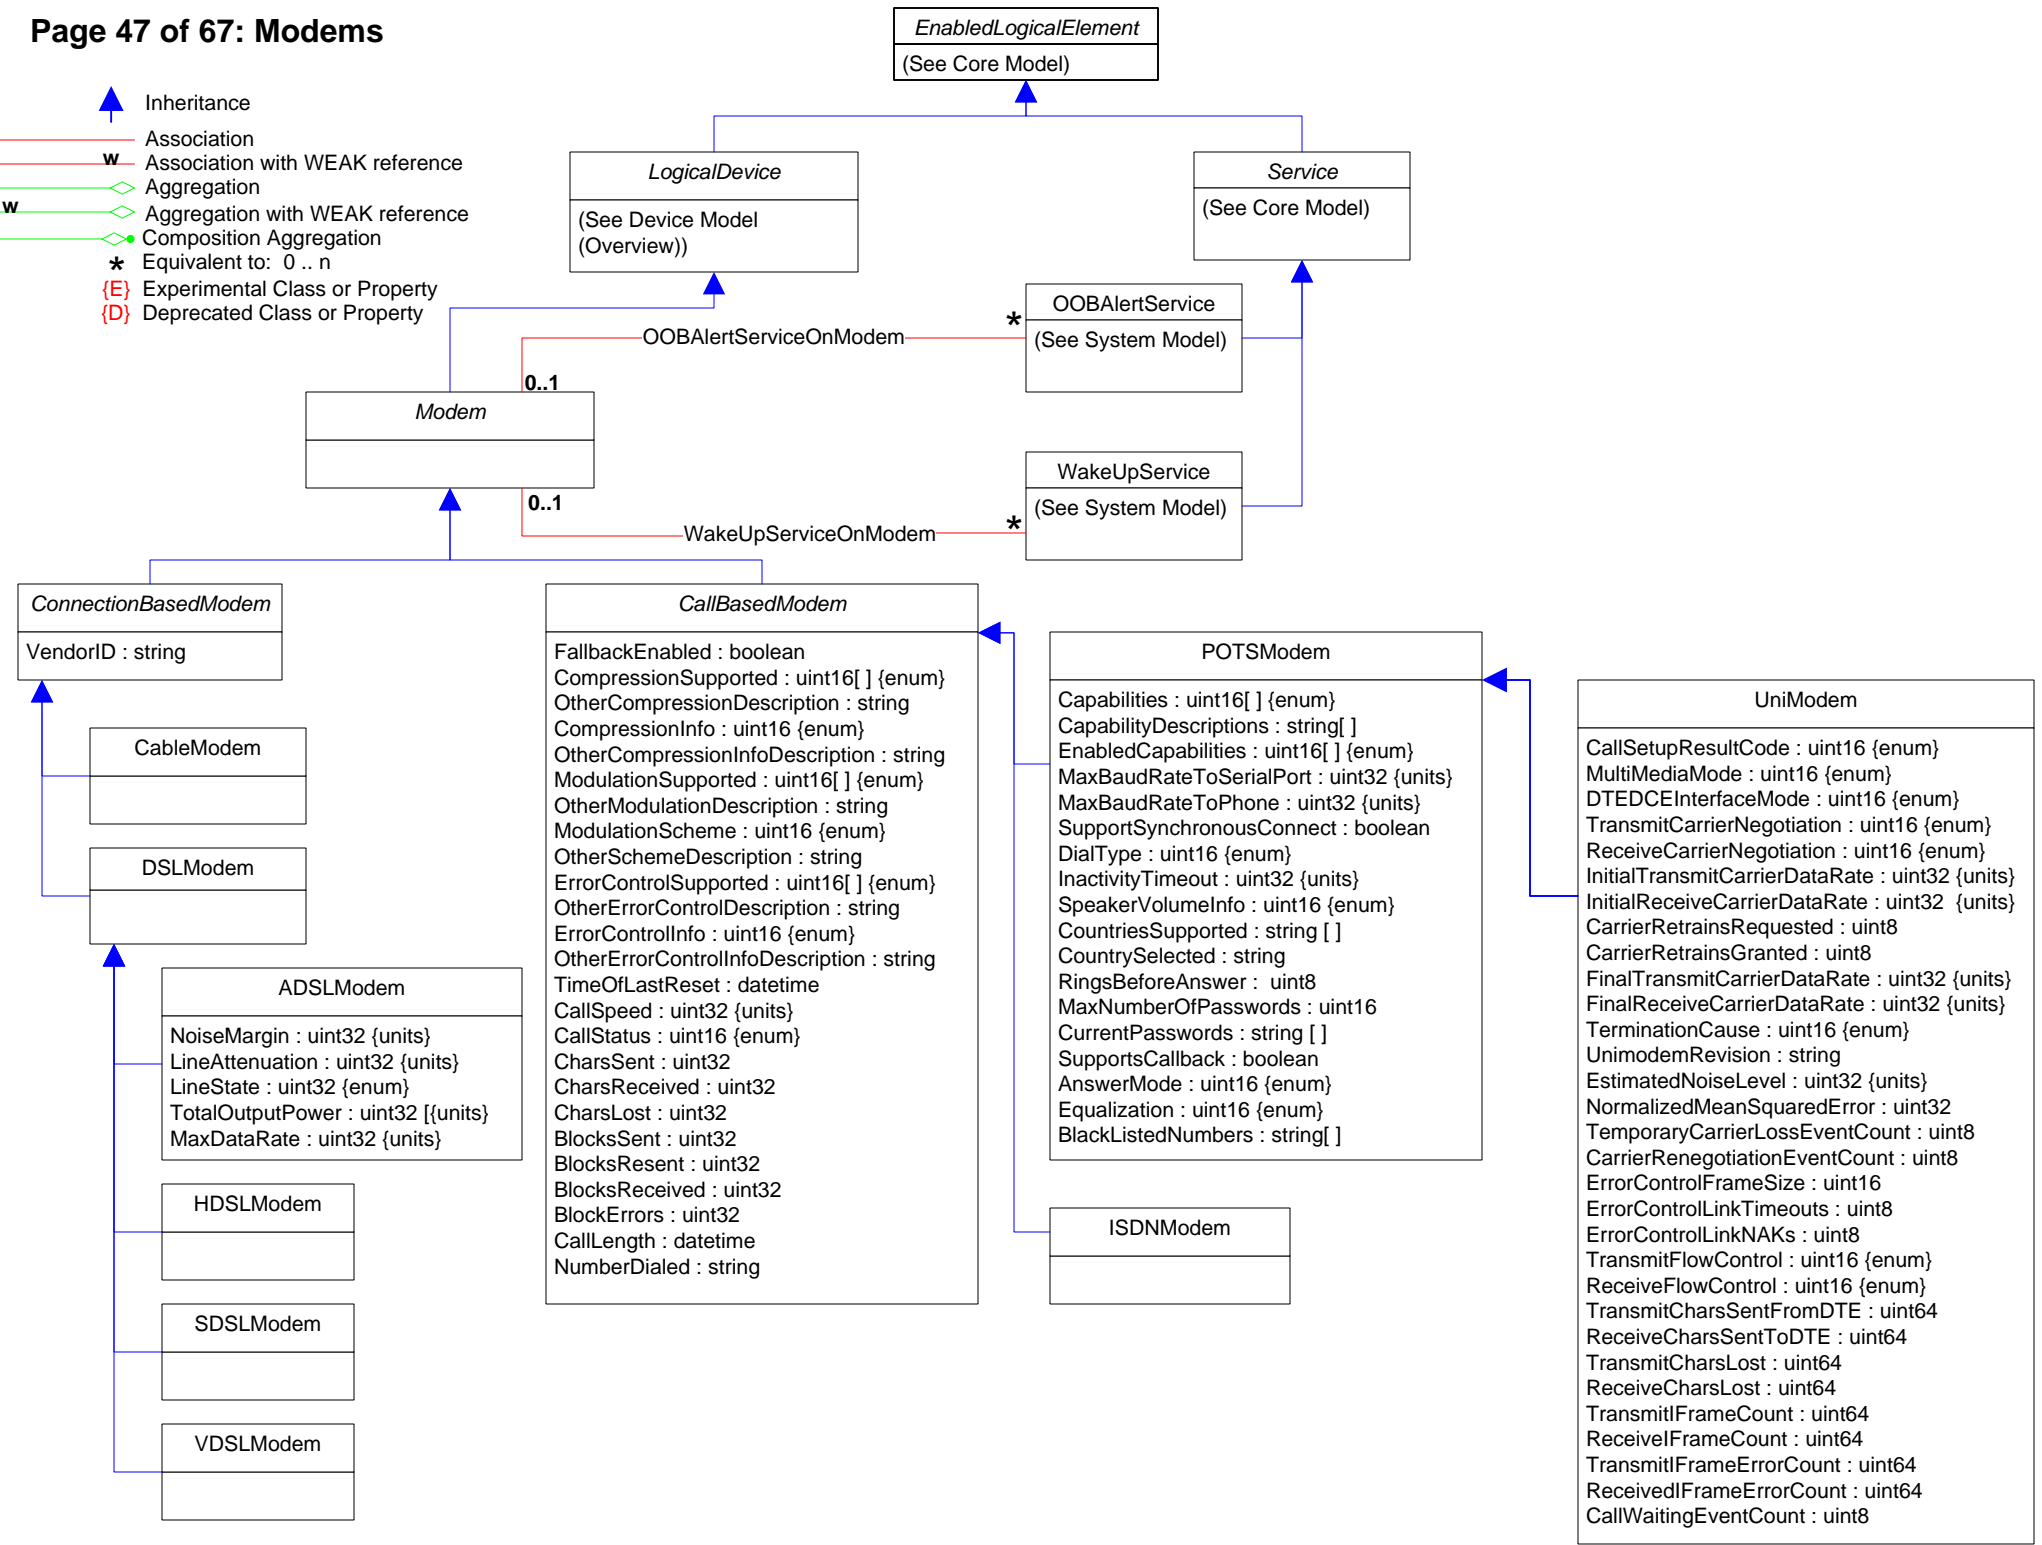 Page 47 of 67: Modems
Inheritance
Association
w
Association with WEAK reference
Aggregation
w
Aggregation with WEAK reference
Composition Aggregation
* Equivalent to: 0 .. n
{E} Experimental Class or Property
{D} Deprecated Class or Property
EnabledLogicalElement
(See Core Model)
LogicalDevice
(See Device Model
(Overview))
Service
(See Core Model)
OOBAlertService
(See System Model)
*
OOBAlertServiceOnModem
0..1
Modem
WakeUpService
(See System Model)
0..1
*
WakeUpServiceOnModem
ConnectionBasedModem
VendorID : string
CableModem
DSLModem
ADSLModem
NoiseMargin : uint32 {units}
LineAttenuation : uint32 {units}
LineState : uint32 {enum}
TotalOutputPower : uint32 [{units}
MaxDataRate : uint32 {units}
HDSLModem
SDSLModem
VDSLModem
CallBasedModem
FallbackEnabled : boolean
CompressionSupported : uint16[ ] {enum}
OtherCompressionDescription : string
CompressionInfo : uint16 {enum}
OtherCompressionInfoDescription : string
ModulationSupported : uint16[ ] {enum}
OtherModulationDescription : string
ModulationScheme : uint16 {enum}
OtherSchemeDescription : string
ErrorControlSupported : uint16[ ] {enum}
OtherErrorControlDescription : string
ErrorControlInfo : uint16 {enum}
OtherErrorControlInfoDescription : string
TimeOfLastReset : datetime
CallSpeed : uint32 {units}
CallStatus : uint16 {enum}
CharsSent : uint32
CharsReceived : uint32
CharsLost : uint32
BlocksSent : uint32
BlocksResent : uint32
BlocksReceived : uint32
BlockErrors : uint32
CallLength : datetime
NumberDialed : string
POTSModem
Capabilities : uint16[ ] {enum}
CapabilityDescriptions : string[ ]
EnabledCapabilities : uint16[ ] {enum}
MaxBaudRateToSerialPort : uint32 {units}
MaxBaudRateToPhone : uint32 {units}
SupportSynchronousConnect : boolean
DialType : uint16 {enum}
InactivityTimeout : uint32 {units}
SpeakerVolumeInfo : uint16 {enum}
CountriesSupported : string [ ]
CountrySelected : string
RingsBeforeAnswer :  uint8
MaxNumberOfPasswords : uint16
CurrentPasswords : string [ ]
SupportsCallback : boolean
AnswerMode : uint16 {enum}
Equalization : uint16 {enum}
BlackListedNumbers : string[ ]
ISDNModem
UniModem
CallSetupResultCode : uint16 {enum}
MultiMediaMode : uint16 {enum}
DTEDCEInterfaceMode : uint16 {enum}
TransmitCarrierNegotiation : uint16 {enum}
ReceiveCarrierNegotiation : uint16 {enum}
InitialTransmitCarrierDataRate : uint32 {units}
InitialReceiveCarrierDataRate : uint32  {units}
CarrierRetrainsRequested : uint8
CarrierRetrainsGranted : uint8
FinalTransmitCarrierDataRate : uint32 {units}
FinalReceiveCarrierDataRate : uint32 {units}
TerminationCause : uint16 {enum}
UnimodemRevision : string
EstimatedNoiseLevel : uint32 {units}
NormalizedMeanSquaredError : uint32
TemporaryCarrierLossEventCount : uint8
CarrierRenegotiationEventCount : uint8
ErrorControlFrameSize : uint16
ErrorControlLinkTimeouts : uint8
ErrorControlLinkNAKs : uint8
TransmitFlowControl : uint16 {enum}
ReceiveFlowControl : uint16 {enum}
TransmitCharsSentFromDTE : uint64
ReceiveCharsSentToDTE : uint64
TransmitCharsLost : uint64
ReceiveCharsLost : uint64
TransmitIFrameCount : uint64
ReceiveIFrameCount : uint64
TransmitIFrameErrorCount : uint64
ReceivedIFrameErrorCount : uint64
CallWaitingEventCount : uint8